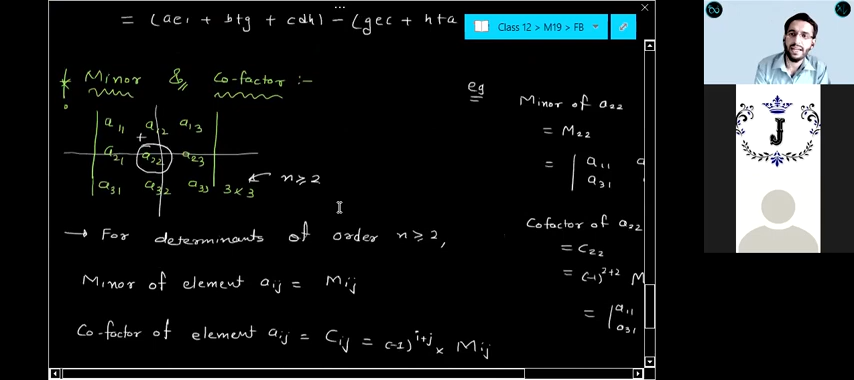 = (aei + bfg + cdh) - (gec + hfa
Class 12 > M19 > FB
* Minor & Co-factor :-
a11 a12 a13
+
a21 a22 a23
a31 a32 a33 3 × 3 ← n ≥ 2
→ For determinants of order n ≥ 2,
Minor of element aij = Mij
Co-factor of element aij = Cij = (-1)^i+j × Mij
eg
Minor of a22
= M22
= | a11 a
a31
Cofactor of a22
= C22
= (-1)^2+2 M
= | a11
a31
J